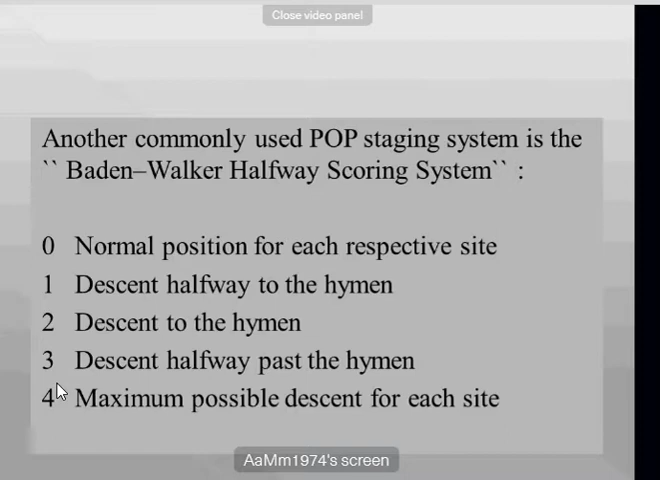 Close video panel
Another commonly used POP staging system is the
`` Baden–Walker Halfway Scoring System`` :
0 Normal position for each respective site
1 Descent halfway to the hymen
2 Descent to the hymen
3 Descent halfway past the hymen
4 Maximum possible descent for each site
AaMm1974's screen